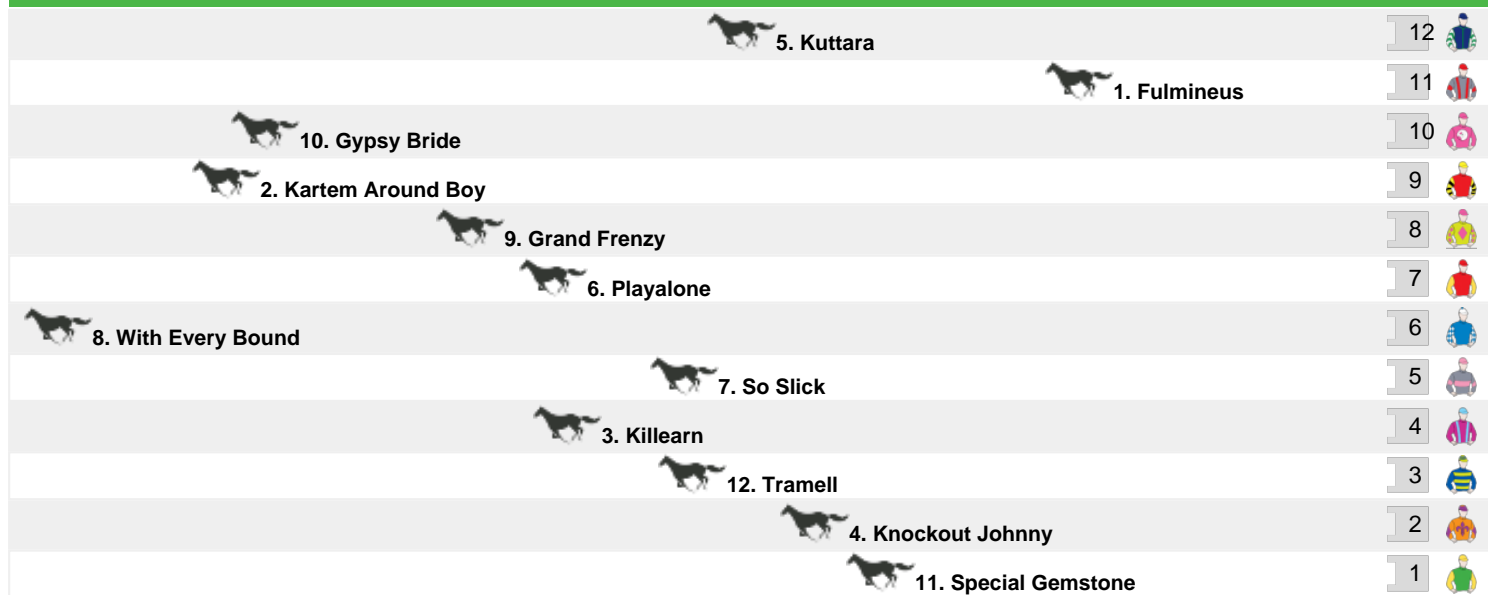 5. Kuttara 12
1. Fulmineus 11
10. Gypsy Bride 10
2. Kartem Around Boy 9
9. Grand Frenzy 8
6. Playalone 7
8. With Every Bound 6
7. So Slick 5
3. Killearn 4
12. Tramell 3
4. Knockout Johnny 2
11. Special Gemstone 1